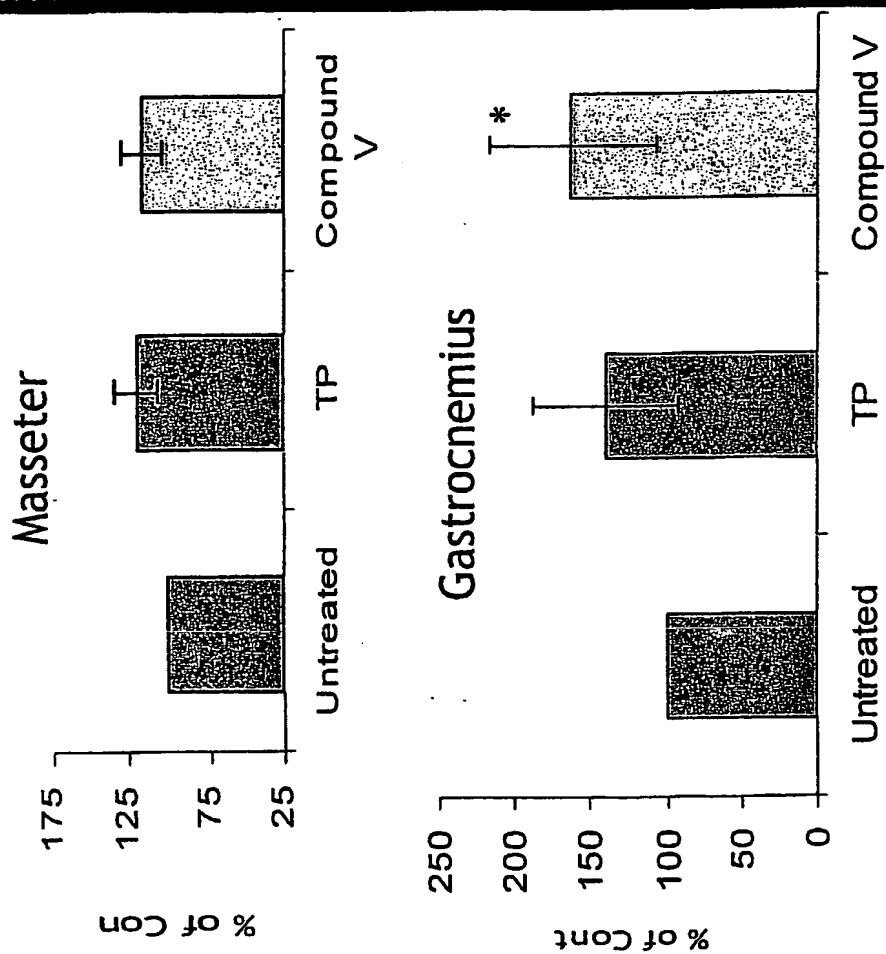 Masseter
% of Con
175
125
75
25
Untreated
TP
Compound
V
Gastrocnemius
% of Cont
250
200
150
100
50
0
*
Untreated
TP
Compound V